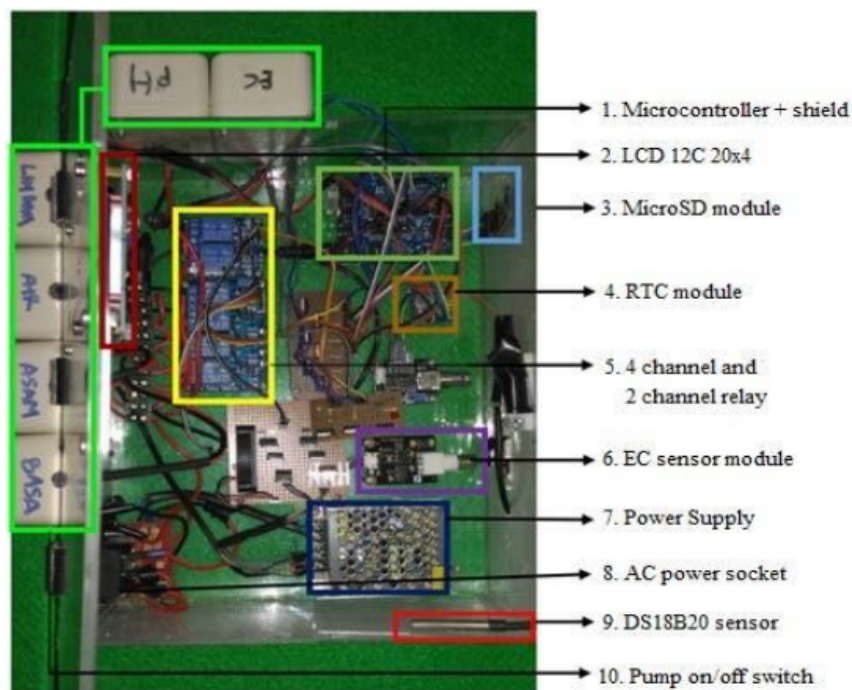 1. Microcontroller + shield
2. LCD 12C 20x4
3. MicroSD module
4. RTC module
5. 4 channel and
2 channel relay
6. EC sensor module
7. Power Supply
8. AC power socket
9. DS18B20 sensor
10. Pump on/off switch
PH
EC
AIR
ASAM
BASA